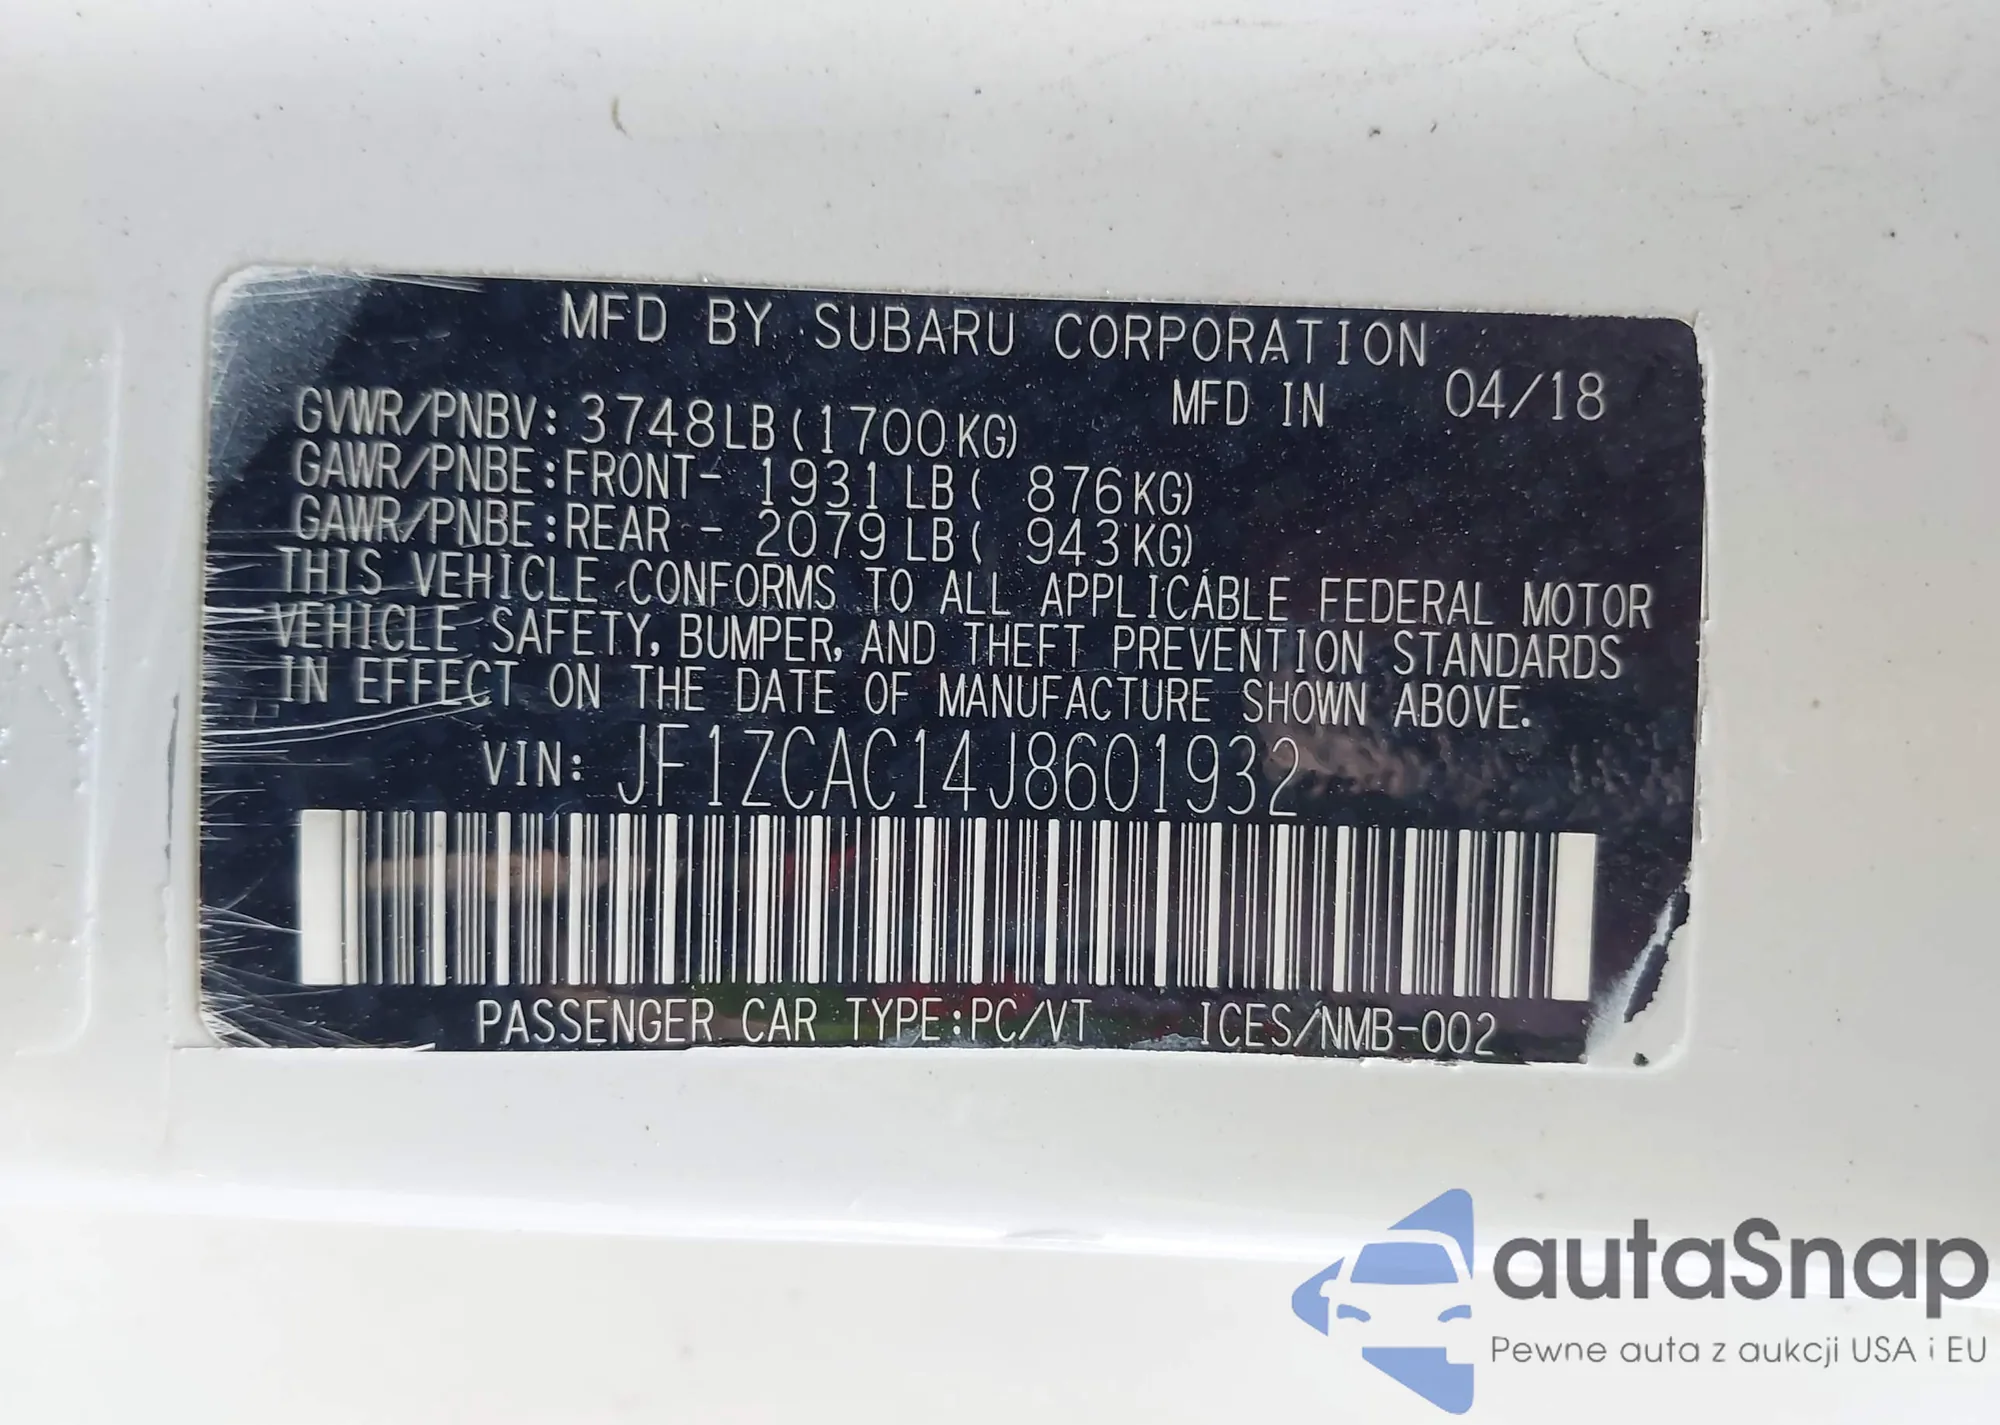 MFD BY SUBARU CORPORATION
GVWR/PNBV: 3748LB(1700KG) MFD IN 04/18
GAWR/PNBE:FRONT- 1931LB( 876KG)
GAWR/PNBE:REAR - 2079LB( 943KG)
THIS VEHICLE CONFORMS TO ALL APPLICABLE FEDERAL MOTOR
VEHICLE SAFETY, BUMPER, AND THEFT PREVENTION STANDARDS
IN EFFECT ON THE DATE OF MANUFACTURE SHOWN ABOVE.
VIN: JF1ZCAC14J8601932
PASSENGER CAR TYPE:PC/VT ICES/NMB-002
autaSnap
Pewne auta z aukcji USA i EU